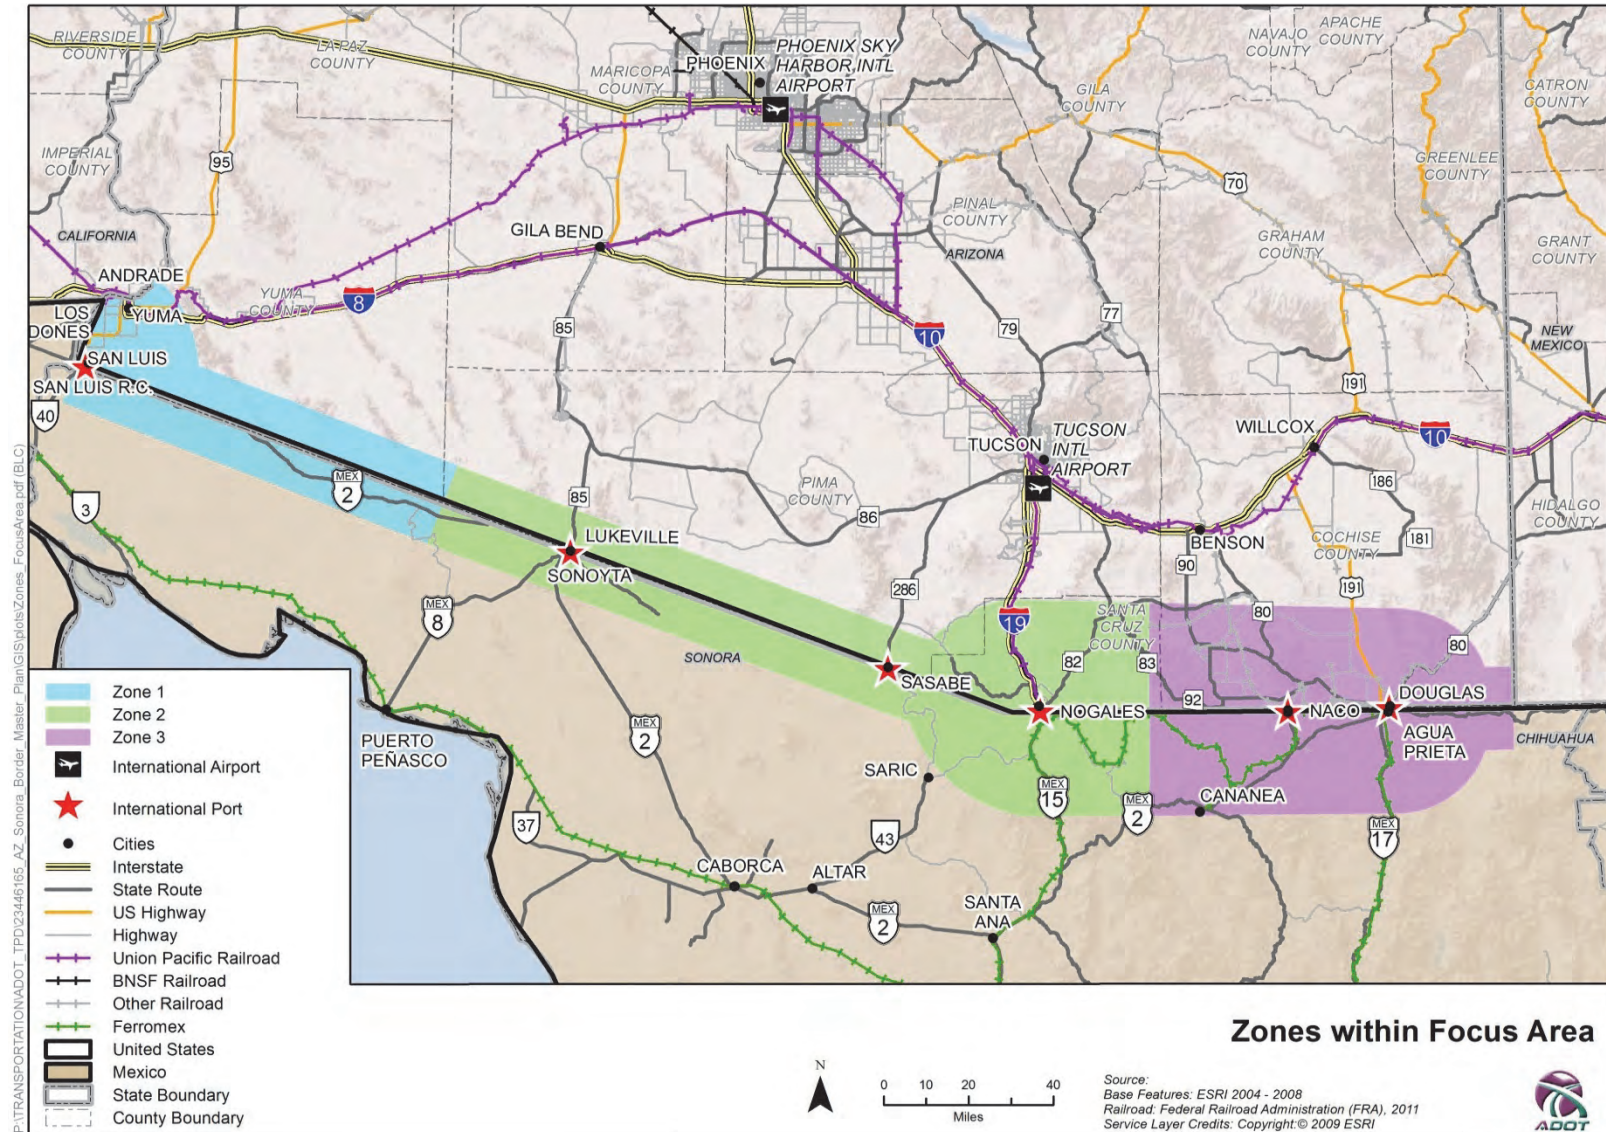 RIVERSIDE
COUNTY
LA PAZ
COUNTY
MARICOPA
COUNTY
PHOENIX
PHOENIX SKY
HARBOR INTL
AIRPORT
NAVAJO
COUNTY
APACHE
COUNTY
GILA
COUNTY
CATRON
COUNTY
IMPERIAL
COUNTY
95
GREENLEE
COUNTY
70
PINAL
COUNTY
CALIFORNIA
GILA BEND
ARIZONA
GRAHAM
COUNTY
GRANT
COUNTY
ANDRADE
YUMA
COUNTY
8
LOS
DONES
YUMA
85
10
79
77
NEW
MEXICO
SAN LUIS
SAN LUIS R.C.
191
40
WILLCOX
10
TUCSON
TUCSON
INTL
AIRPORT
MEX
2
85
PIMA
COUNTY
86
186
HIDALGO
COUNTY
3
LUKEVILLE
BENSON
COCHISE
COUNTY
181
SONOYTA
90
286
191
MEX
8
19
SANTA
CRUZ
COUNTY
80
80
SONORA
82
83
SASABE
92
NOGALES
NACO
DOUGLAS
AGUA
PRIETA
CHIHUAHUA
PUERTO
PEÑASCO
MEX
2
SARIC
MEX
15
MEX
2
CANANEA
37
43
MEX
17
CABORCA
ALTAR
MEX
2
SANTA
ANA
Zone 1
Zone 2
Zone 3
International Airport
International Port
Cities
Interstate
State Route
US Highway
Highway
Union Pacific Railroad
BNSF Railroad
Other Railroad
Ferromex
United States
Mexico
State Boundary
County Boundary
Zones within Focus Area
N
0 10 20 40
Miles
Source:
Base Features: ESRI 2004 - 2008
Railroad: Federal Railroad Administration (FRA), 2011
Service Layer Credits: Copyright:© 2009 ESRI
ADOT
P:\TRANSPORTATION\ADOT_TPD\23446165_AZ_Sonora_Border_Master_Plan\GIS\plots\Zones_FocusArea.pdf (BLC)